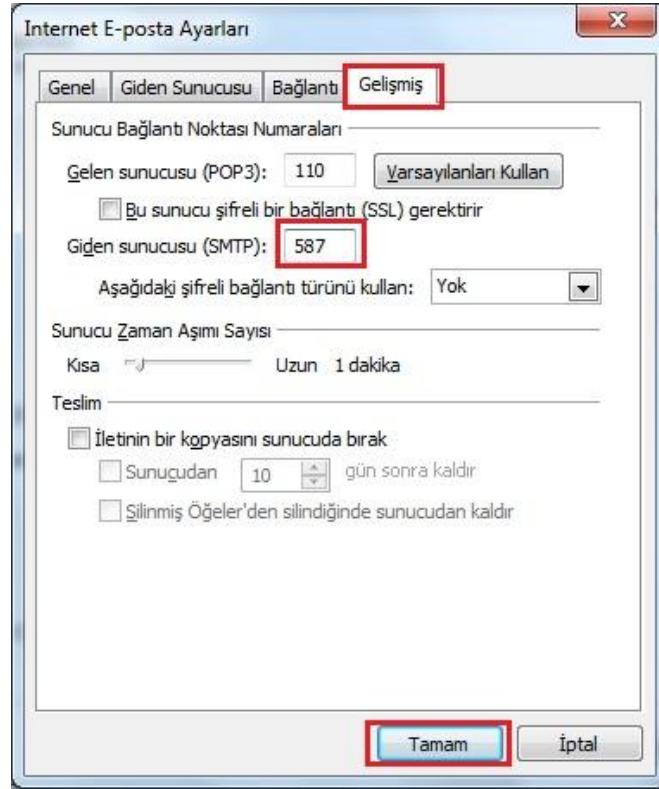 Internet E-posta Ayarları
Genel Giden Sunucusu Bağlantı Gelişmiş
Sunucu Bağlantı Noktası Numaraları
Gelen sunucusu (POP3): 110 Varsayılanları Kullan
Bu sunucu şifreli bir bağlantı (SSL) gerektirir
Giden sunucusu (SMTP): 587
Aşağıdaki şifreli bağlantı türünü kullan: Yok
Sunucu Zaman Aşımı Sayısı
Kısa Uzun 1 dakika
Teslim
İletinin bir kopyasını sunucuda bırak
Sunucudan 10 gün sonra kaldır
Silinmiş Öğeler'den silindiğinde sunucudan kaldır
Tamam İptal